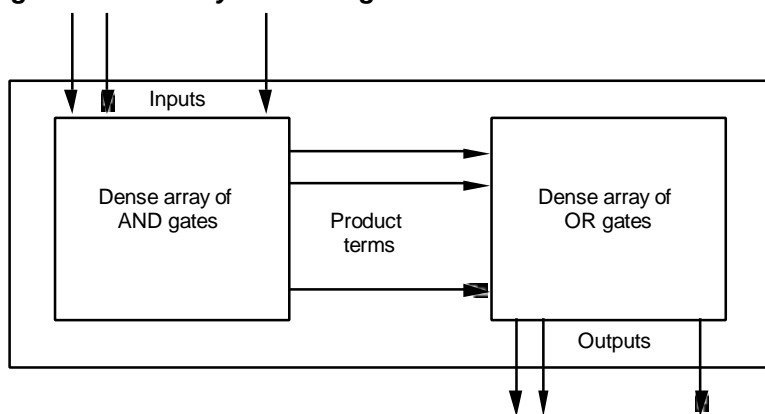 Inputs
Dense array of
AND gates
Product
terms
Dense array of
OR gates
Outputs